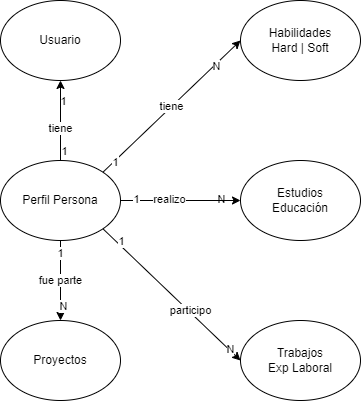 Usuario
Habilidades
Hard | Soft
1
N
tiene
tiene
1
1
Perfil Persona
1
realizo
N
Estudios
Educación
1
1
fue parte
N
participo
N
Proyectos
Trabajos
Exp Laboral